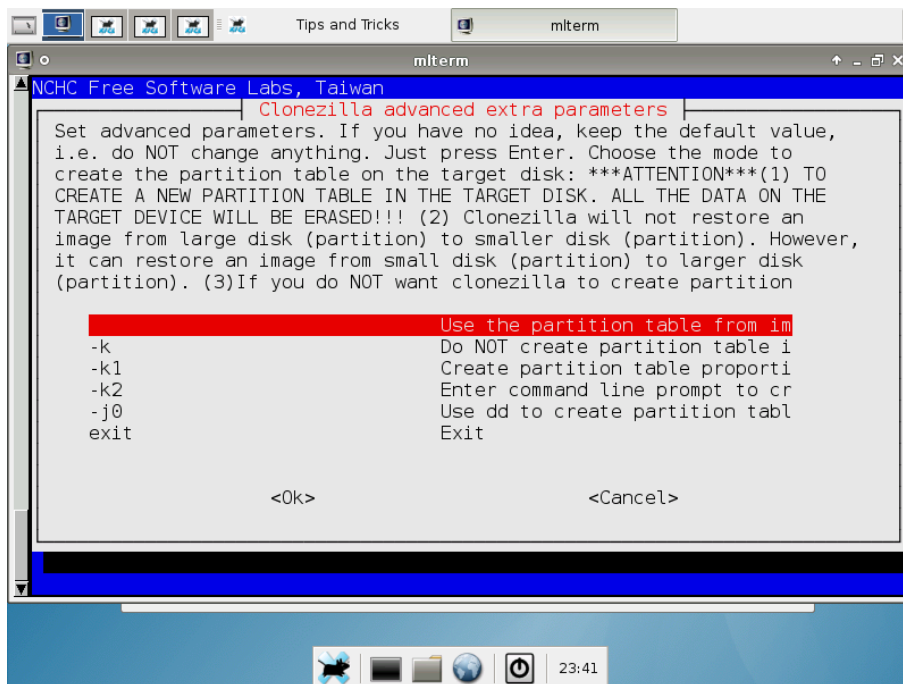 Tips and Tricks
mlterm
mlterm
NCHC Free Software Labs, Taiwan
Clonezilla advanced extra parameters
Set advanced parameters. If you have no idea, keep the default value,
i.e. do NOT change anything. Just press Enter. Choose the mode to
create the partition table on the target disk: ***ATTENTION***(1) TO
CREATE A NEW PARTITION TABLE IN THE TARGET DISK. ALL THE DATA ON THE
TARGET DEVICE WILL BE ERASED!!! (2) Clonezilla will not restore an
image from large disk (partition) to smaller disk (partition). However,
it can restore an image from small disk (partition) to larger disk
(partition). (3)If you do NOT want clonezilla to create partition
Use the partition table from im
-k Do NOT create partition table i
-k1 Create partition table proporti
-k2 Enter command line prompt to cr
-j0 Use dd to create partition tabl
exit Exit
<Ok> <Cancel>
23:41